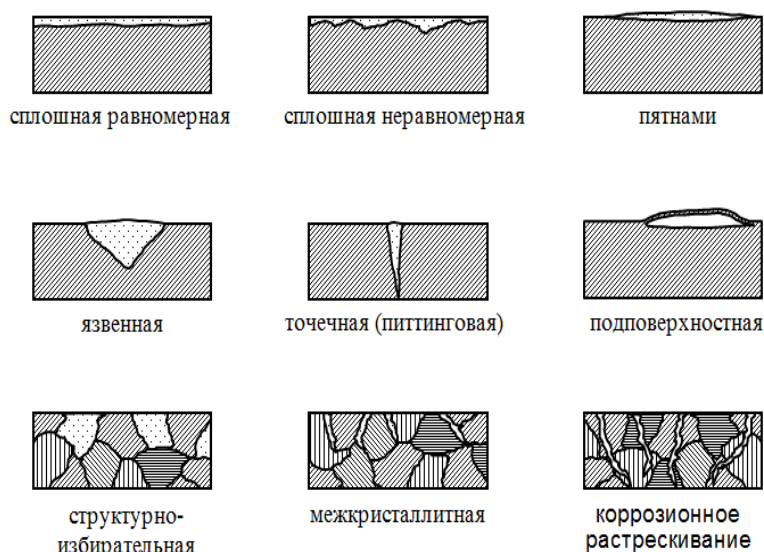 сплошная равномерная
сплошная неравномерная
пятнами
язвенная
точечная (питтинговая)
подповерхностная
структурно-
избирательная
межкристаллитная
коррозионное
растрескивание